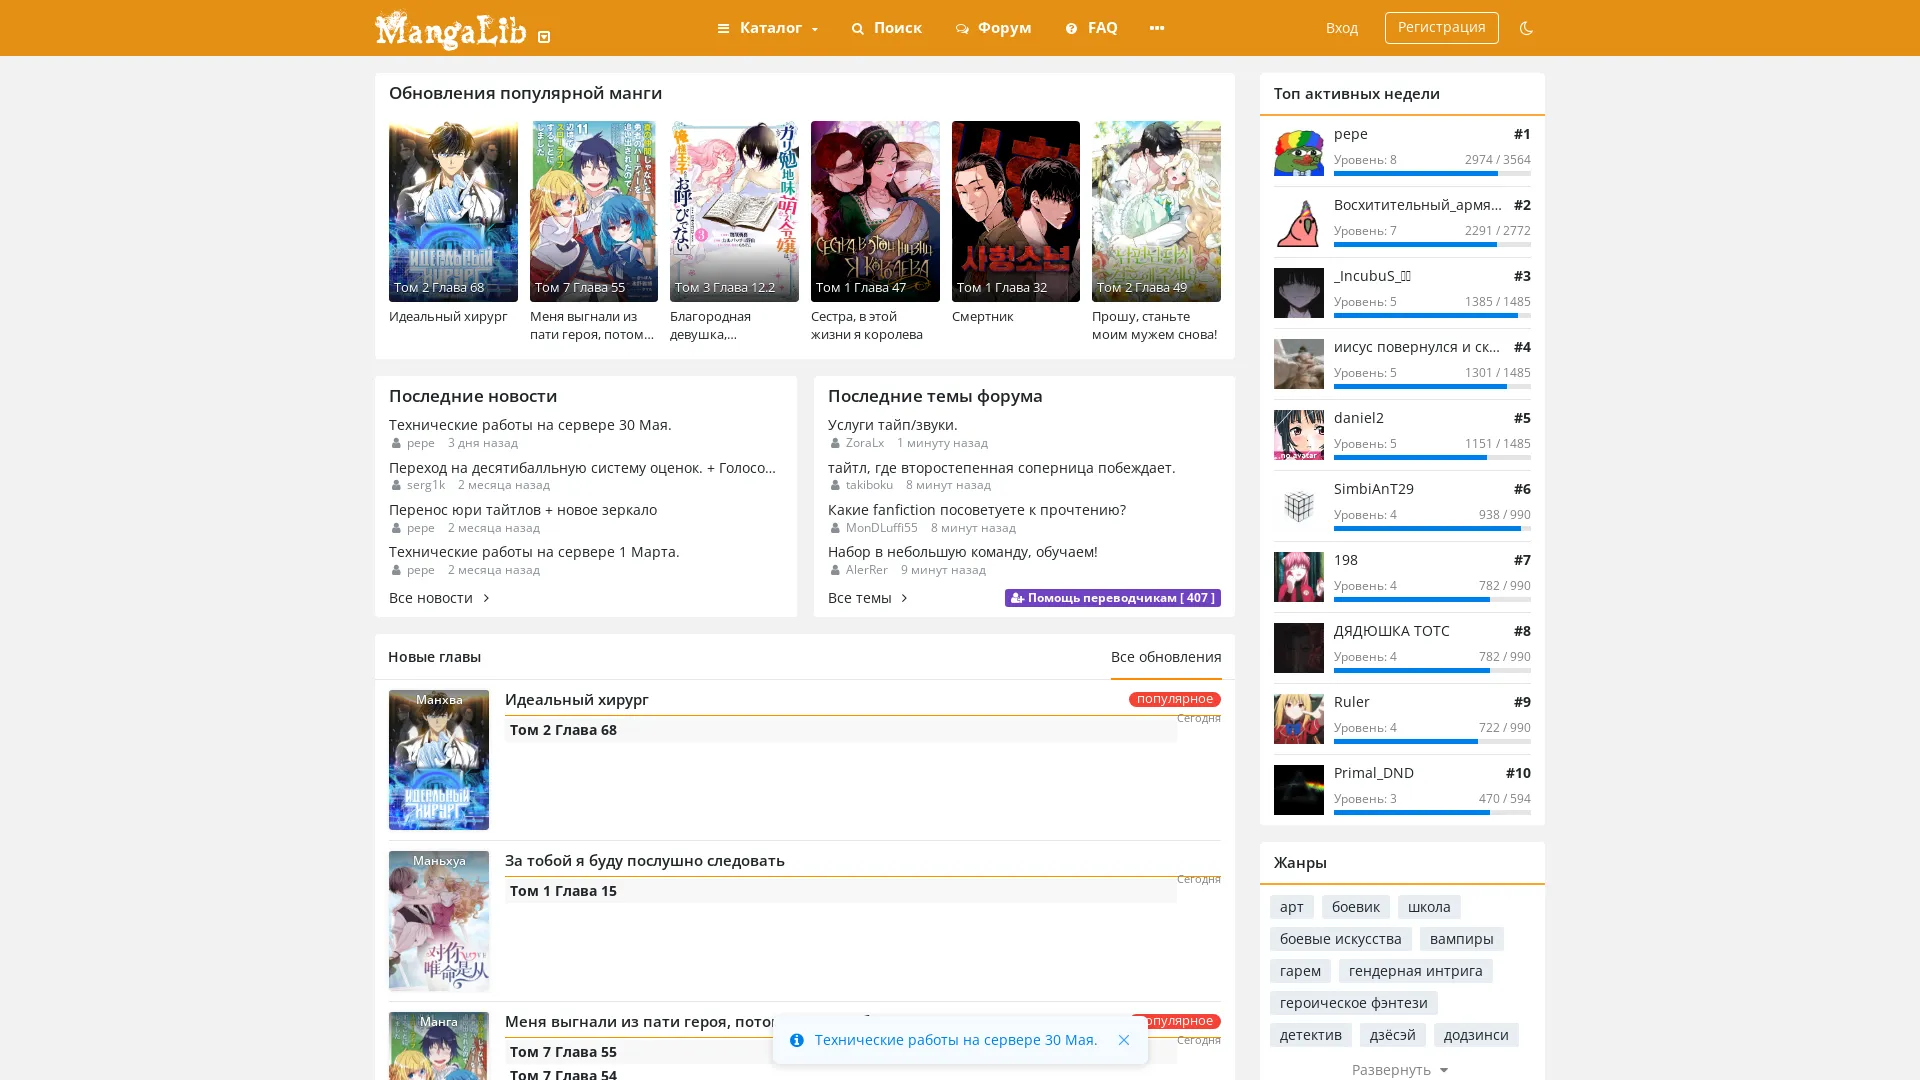 MangaLib
Каталог
Поиск
Форум
FAQ
Вход
Регистрация
Обновления популярной манги
Том 2 Глава 68
Том 7 Глава 55
Том 3 Глава 12.2
Том 1 Глава 47
Том 1 Глава 32
Том 2 Глава 49
Идеальный хирург
Меня выгнали из
пати героя, потом…
Благородная
девушка,…
Сестра, в этой
жизни я королева
Смертник
Прошу, станьте
моим мужем снова!
Последние новости
Технические работы на сервере 30 Мая.
pepe 3 дня назад
Переход на десятибалльную систему оценок. + Голосо…
serg1k 2 месяца назад
Перенос юри тайтлов + новое зеркало
pepe 2 месяца назад
Технические работы на сервере 1 Марта.
pepe 2 месяца назад
Все новости
Последние темы форума
Услуги тайп/звуки.
ZoraLx 1 минуту назад
тайтл, где второстепенная соперница побеждает.
takiboku 8 минут назад
Какие fanfiction посоветуете к прочтению?
MonDLuffi55 8 минут назад
Набор в небольшую команду, обучаем!
AlerRer 9 минут назад
Все темы
Помощь переводчикам [ 407 ]
Новые главы
Все обновления
Манхва
Идеальный хирург
популярное
Том 2 Глава 68
Сегодня
Маньхуа
За тобой я буду послушно следовать
Том 1 Глава 15
Сегодня
对你
唯命是从
Манга
Меня выгнали из пати героя,
популярное
Том 7 Глава 55
Сегодня
Том 7 Глава 54
Технические работы на сервере 30 Мая.
Топ активных недели
pepe #1
Уровень: 8 2974 / 3564
Восхитительный_армя… #2
Уровень: 7 2291 / 2772
_IncubuS_ #3
Уровень: 5 1385 / 1485
иисус повернулся и ск… #4
Уровень: 5 1301 / 1485
daniel2 #5
Уровень: 5 1151 / 1485
no avatar
SimbiAnT29 #6
Уровень: 4 938 / 990
198 #7
Уровень: 4 782 / 990
ДЯДЮШКА ТОТС #8
Уровень: 4 782 / 990
Ruler #9
Уровень: 4 722 / 990
Primal_DND #10
Уровень: 3 470 / 594
Жанры
арт боевик школа
боевые искусства вампиры
гарем гендерная интрига
героическое фэнтези
детектив дзёсэй додзинси
Развернуть